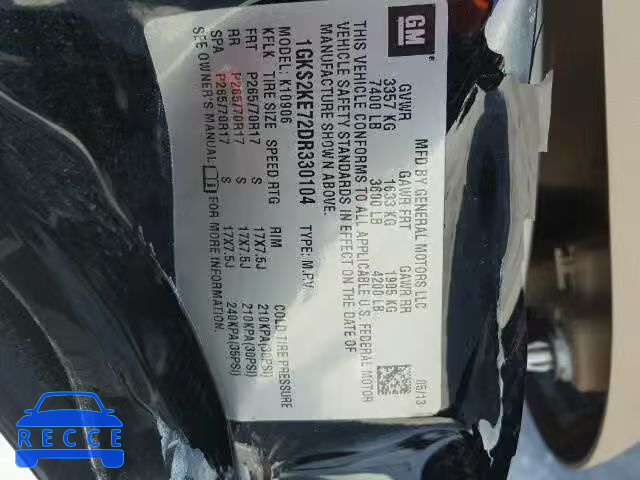 GM
MFD BY GENERAL MOTORS LLC
05/13
GVWR GAWR FRT GAWR RR
3357 KG 1633 KG 1905 KG
7400 LB 3600 LB 4200 LB
THIS VEHICLE CONFORMS TO ALL APPLICABLE U.S. FEDERAL MOTOR
VEHICLE SAFETY STANDARDS IN EFFECT ON THE DATE OF
MANUFACTURE SHOWN ABOVE.
1GKS2KE72DR330104 TYPE: M.P.V.
MODEL: K10906
KFLK TIRE SIZE SPEED RTG RIM COLD TIRE PRESSURE
FRT P265/70R17 S 17X7.5J 210KPA(30PSI)
RR P265/70R17 S 17X7.5J 210KPA(30PSI)
SPA P265/70R17 S 17X7.5J 240KPA(35PSI)
SEE OWNER'S MANUAL FOR MORE INFORMATION.
RECCE